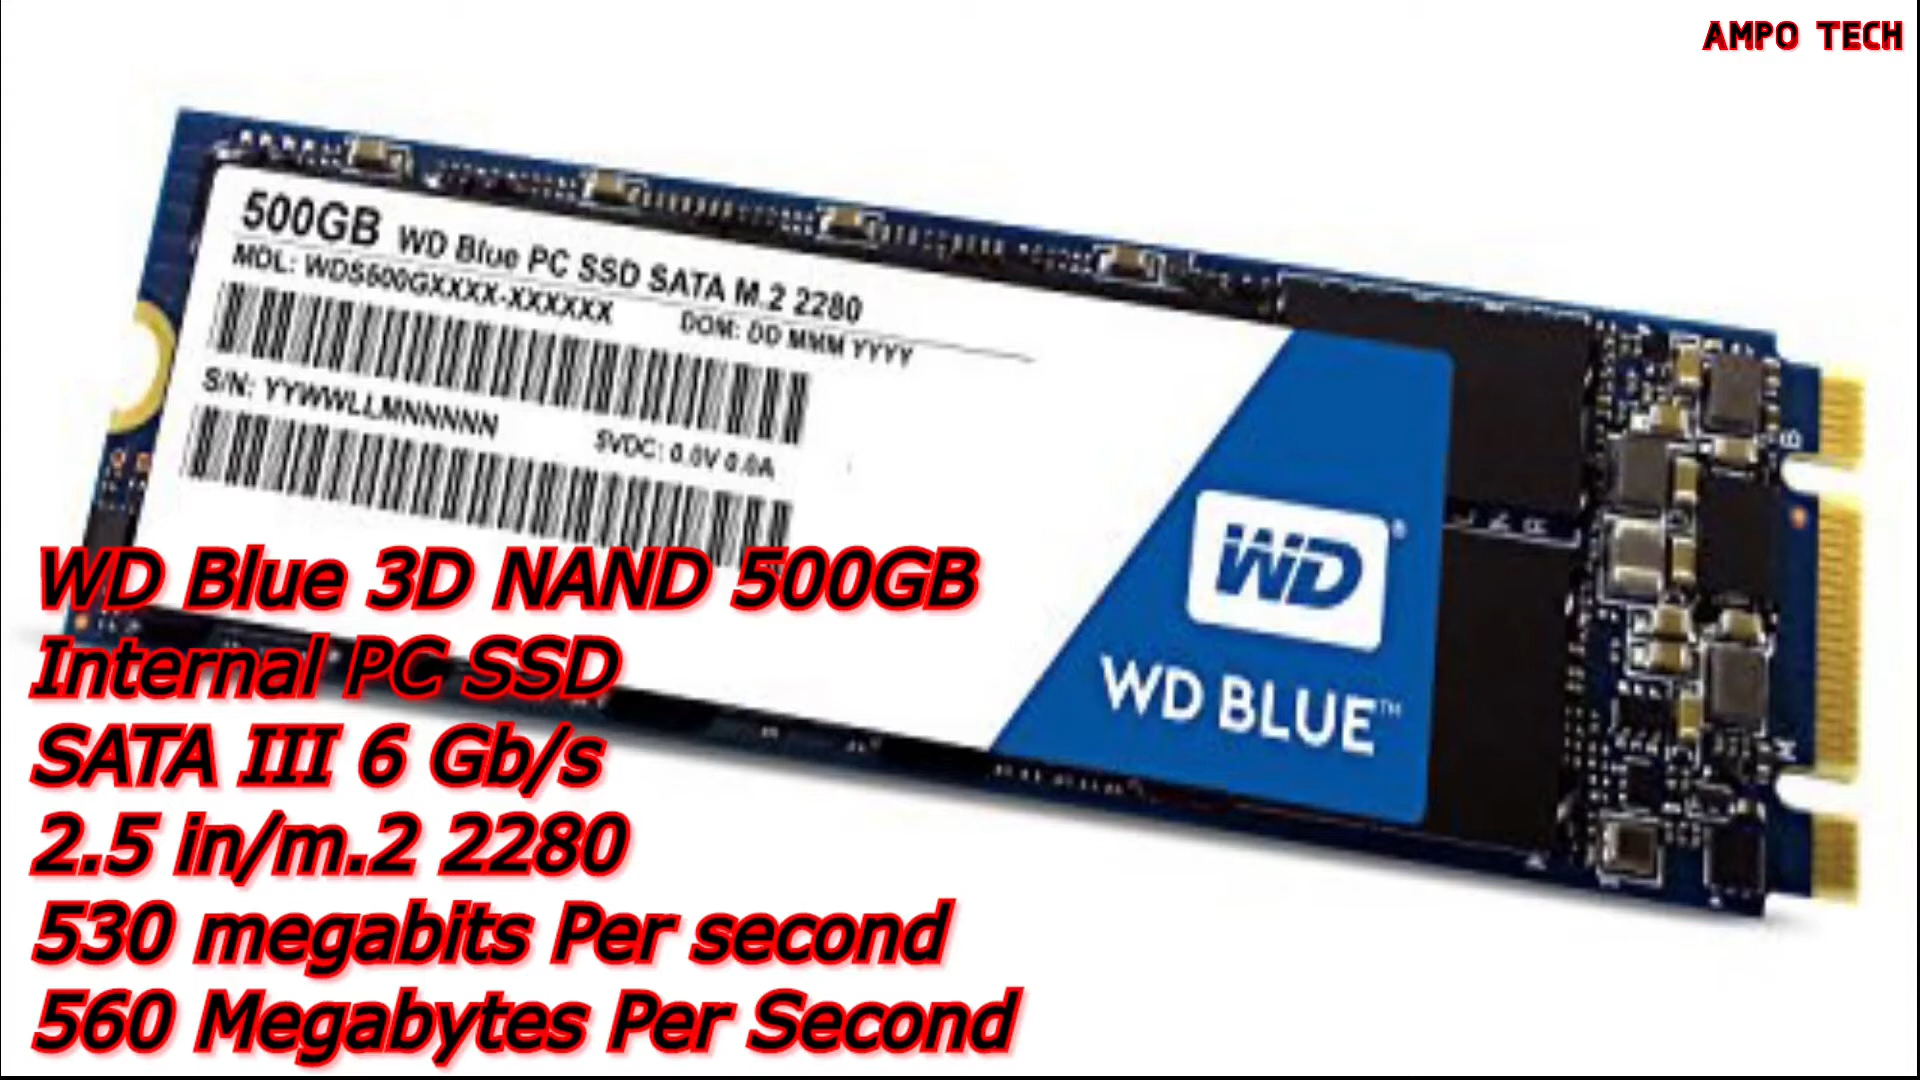 AMPO TECH
500GB WD Blue PC SSD SATA M.2 2280
MDL: WDS500GXXXX-XXXXXX
DOM: DD MMM YYYY
S/N: YYWWLLMNNNNNN
5VDC: 0.0V 0.0A
WD®
WD BLUE™
WD Blue 3D NAND 500GB
Internal PC SSD
SATA III 6 Gb/s
2.5 in/m.2 2280
530 megabits Per second
560 Megabytes Per Second